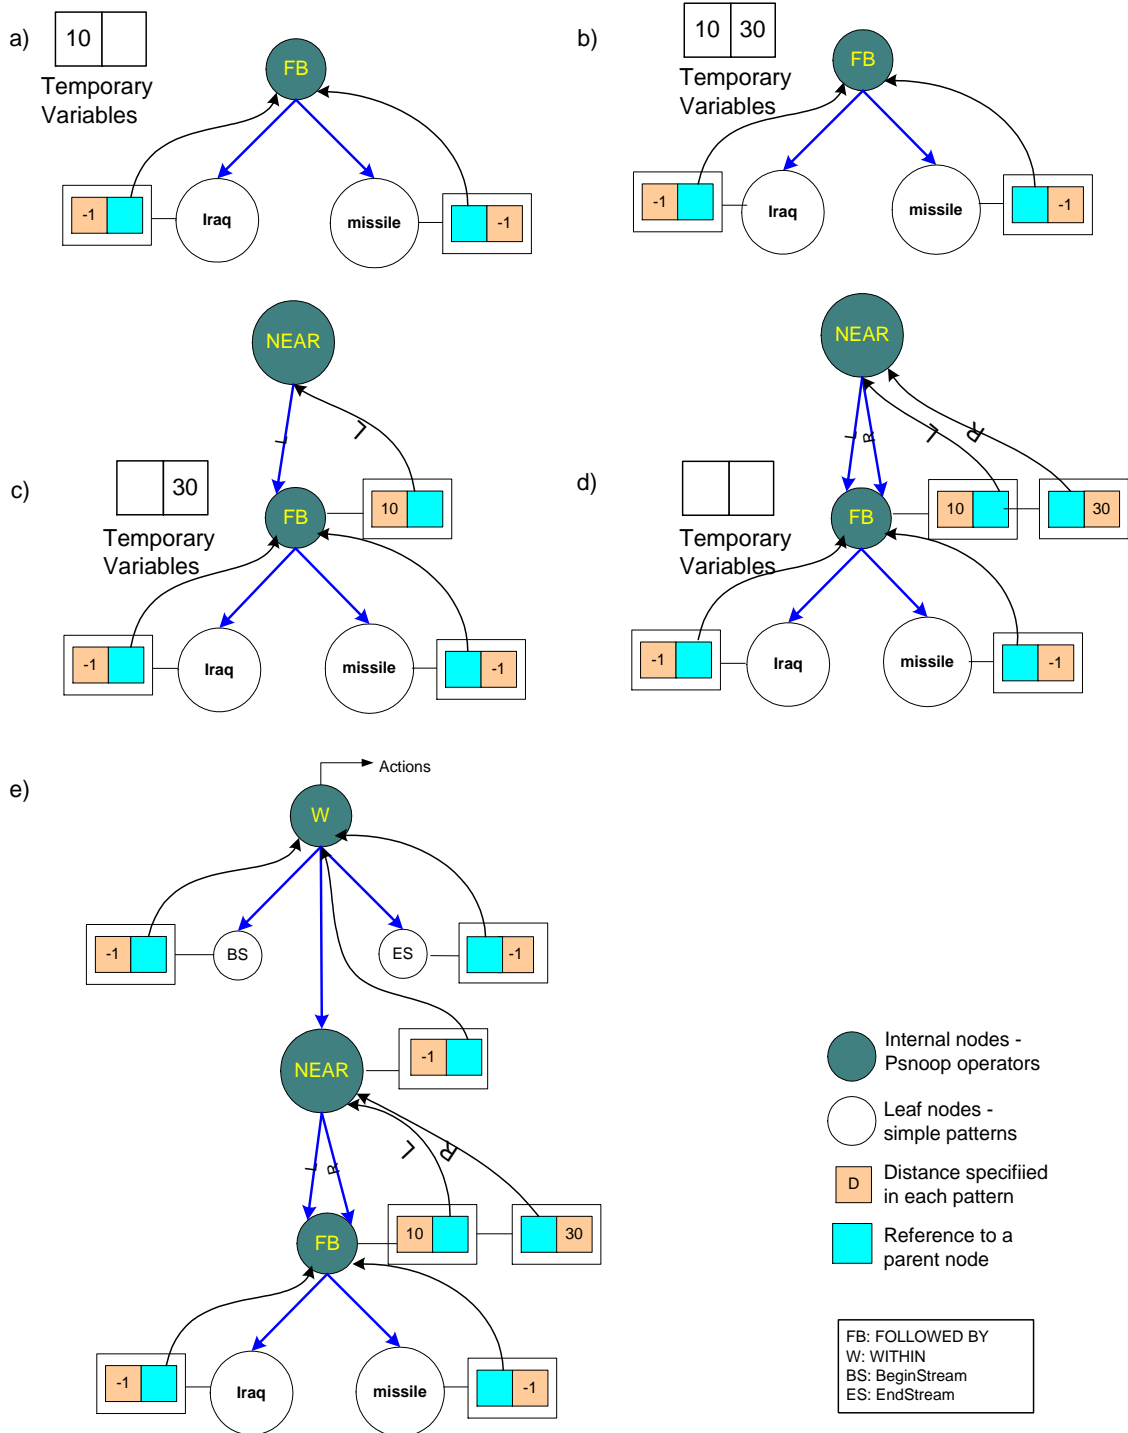 a)
10
Temporary
Variables
FB
-1
Iraq
missile
-1
b)
10 30
Temporary
Variables
FB
-1
Iraq
missile
-1
c)
NEAR
L
L
30
Temporary
Variables
FB
10
-1
Iraq
missile
-1
d)
NEAR
L
R
L
R
Temporary
Variables
FB
10
30
-1
Iraq
missile
-1
e)
Actions
W
-1
BS
ES
-1
NEAR
-1
L
R
L
R
FB
10
30
-1
Iraq
missile
-1
Internal nodes -
Psnoop operators
Leaf nodes -
simple patterns
D
Distance specifiied
in each pattern
Reference to a
parent node
FB: FOLLOWED BY
W: WITHIN
BS: BeginStream
ES: EndStream